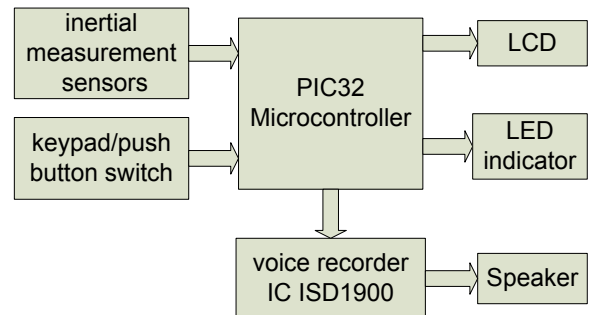 inertial
measurement
sensors
keypad/push
button switch
PIC32
Microcontroller
LCD
LED
indicator
voice recorder
IC ISD1900
Speaker